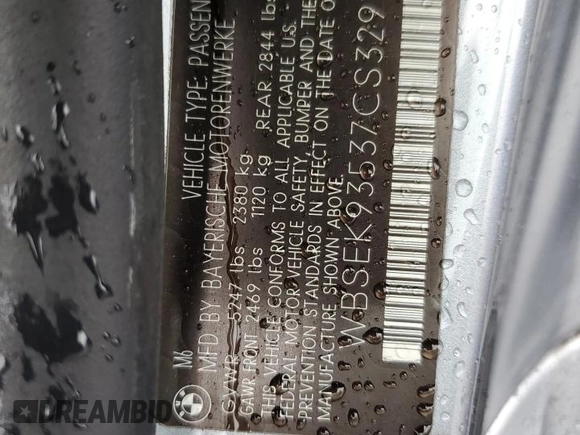 M6
VEHICLE TYPE: PASSEN
MFD BY BAYERISCHE MOTORENWERKE
GVWR 5247 lbs 2380 kg
GAWR FRONT 2469 lbs 1120 kg REAR 2844 lbs
THIS VEHICLE CONFORMS TO ALL APPLICABLE U.S.
FEDERAL MOTOR VEHICLE SAFETY, BUMPER AND THE
PREVENTION STANDARDS IN EFFECT ON THE DATE O
MANUFACTURE SHOWN ABOVE.
WBSEK93537CS329
DREAMBID